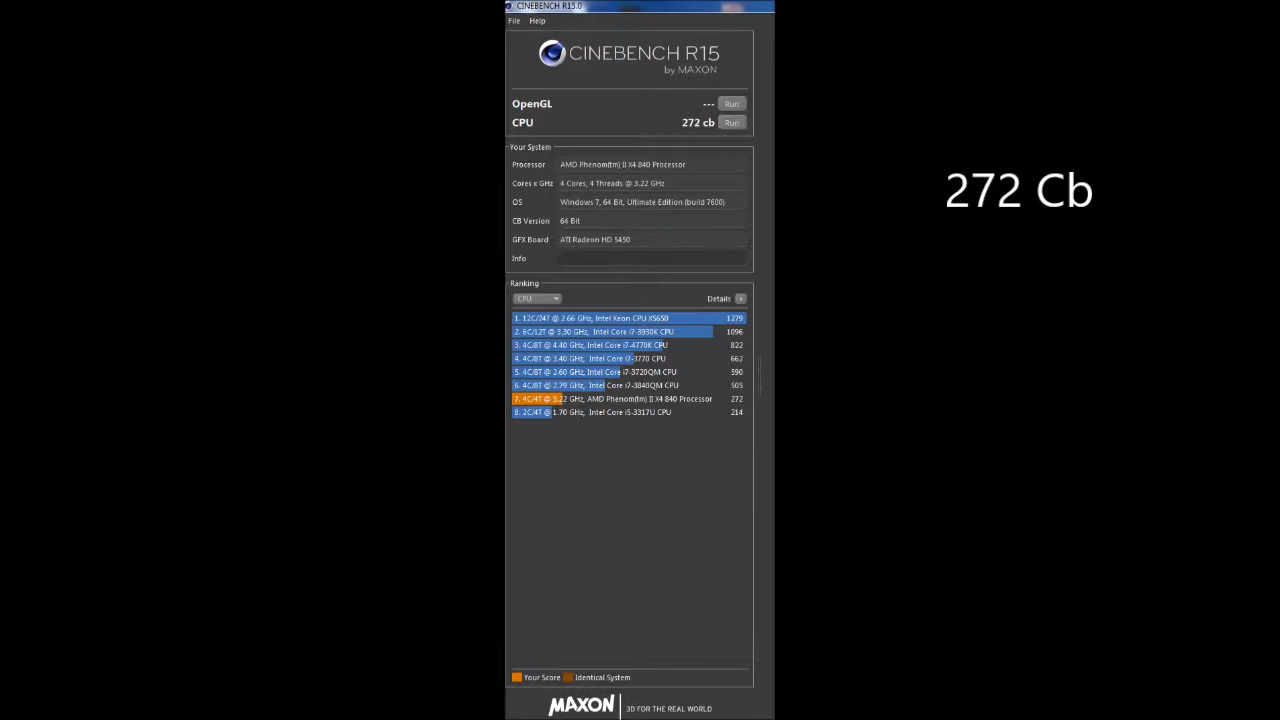 CINEBENCH R15.0
File Help
CINEBENCH R15
by MAXON
OpenGL --- Run
CPU 272 cb Run
272 Cb
Your System
Processor AMD Phenom(tm) II X4 840 Processor
Cores x GHz 4 Cores, 4 Threads @ 3.22 GHz
OS Windows 7, 64 Bit, Ultimate Edition (build 7600)
CB Version 64 Bit
GFX Board ATI Radeon HD 5450
Info
Ranking
CPU Details
1. 12C/24T @ 2.66 GHz, Intel Xeon CPU X5650 1279
2. 6C/12T @ 3.30 GHz, Intel Core i7-3930K CPU 1096
3. 4C/8T @ 4.40 GHz, Intel Core i7-4770K CPU 822
4. 4C/8T @ 3.40 GHz, Intel Core i7-3770 CPU 662
5. 4C/8T @ 2.60 GHz, Intel Core i7-3720QM CPU 590
6. 4C/8T @ 2.79 GHz, Intel Core i7-3840QM CPU 505
7. 4C/4T @ 3.22 GHz, AMD Phenom(tm) II X4 840 Processor 272
8. 2C/4T @ 1.70 GHz, Intel Core i5-3317U CPU 214
Your Score Identical System
MAXON 3D FOR THE REAL WORLD